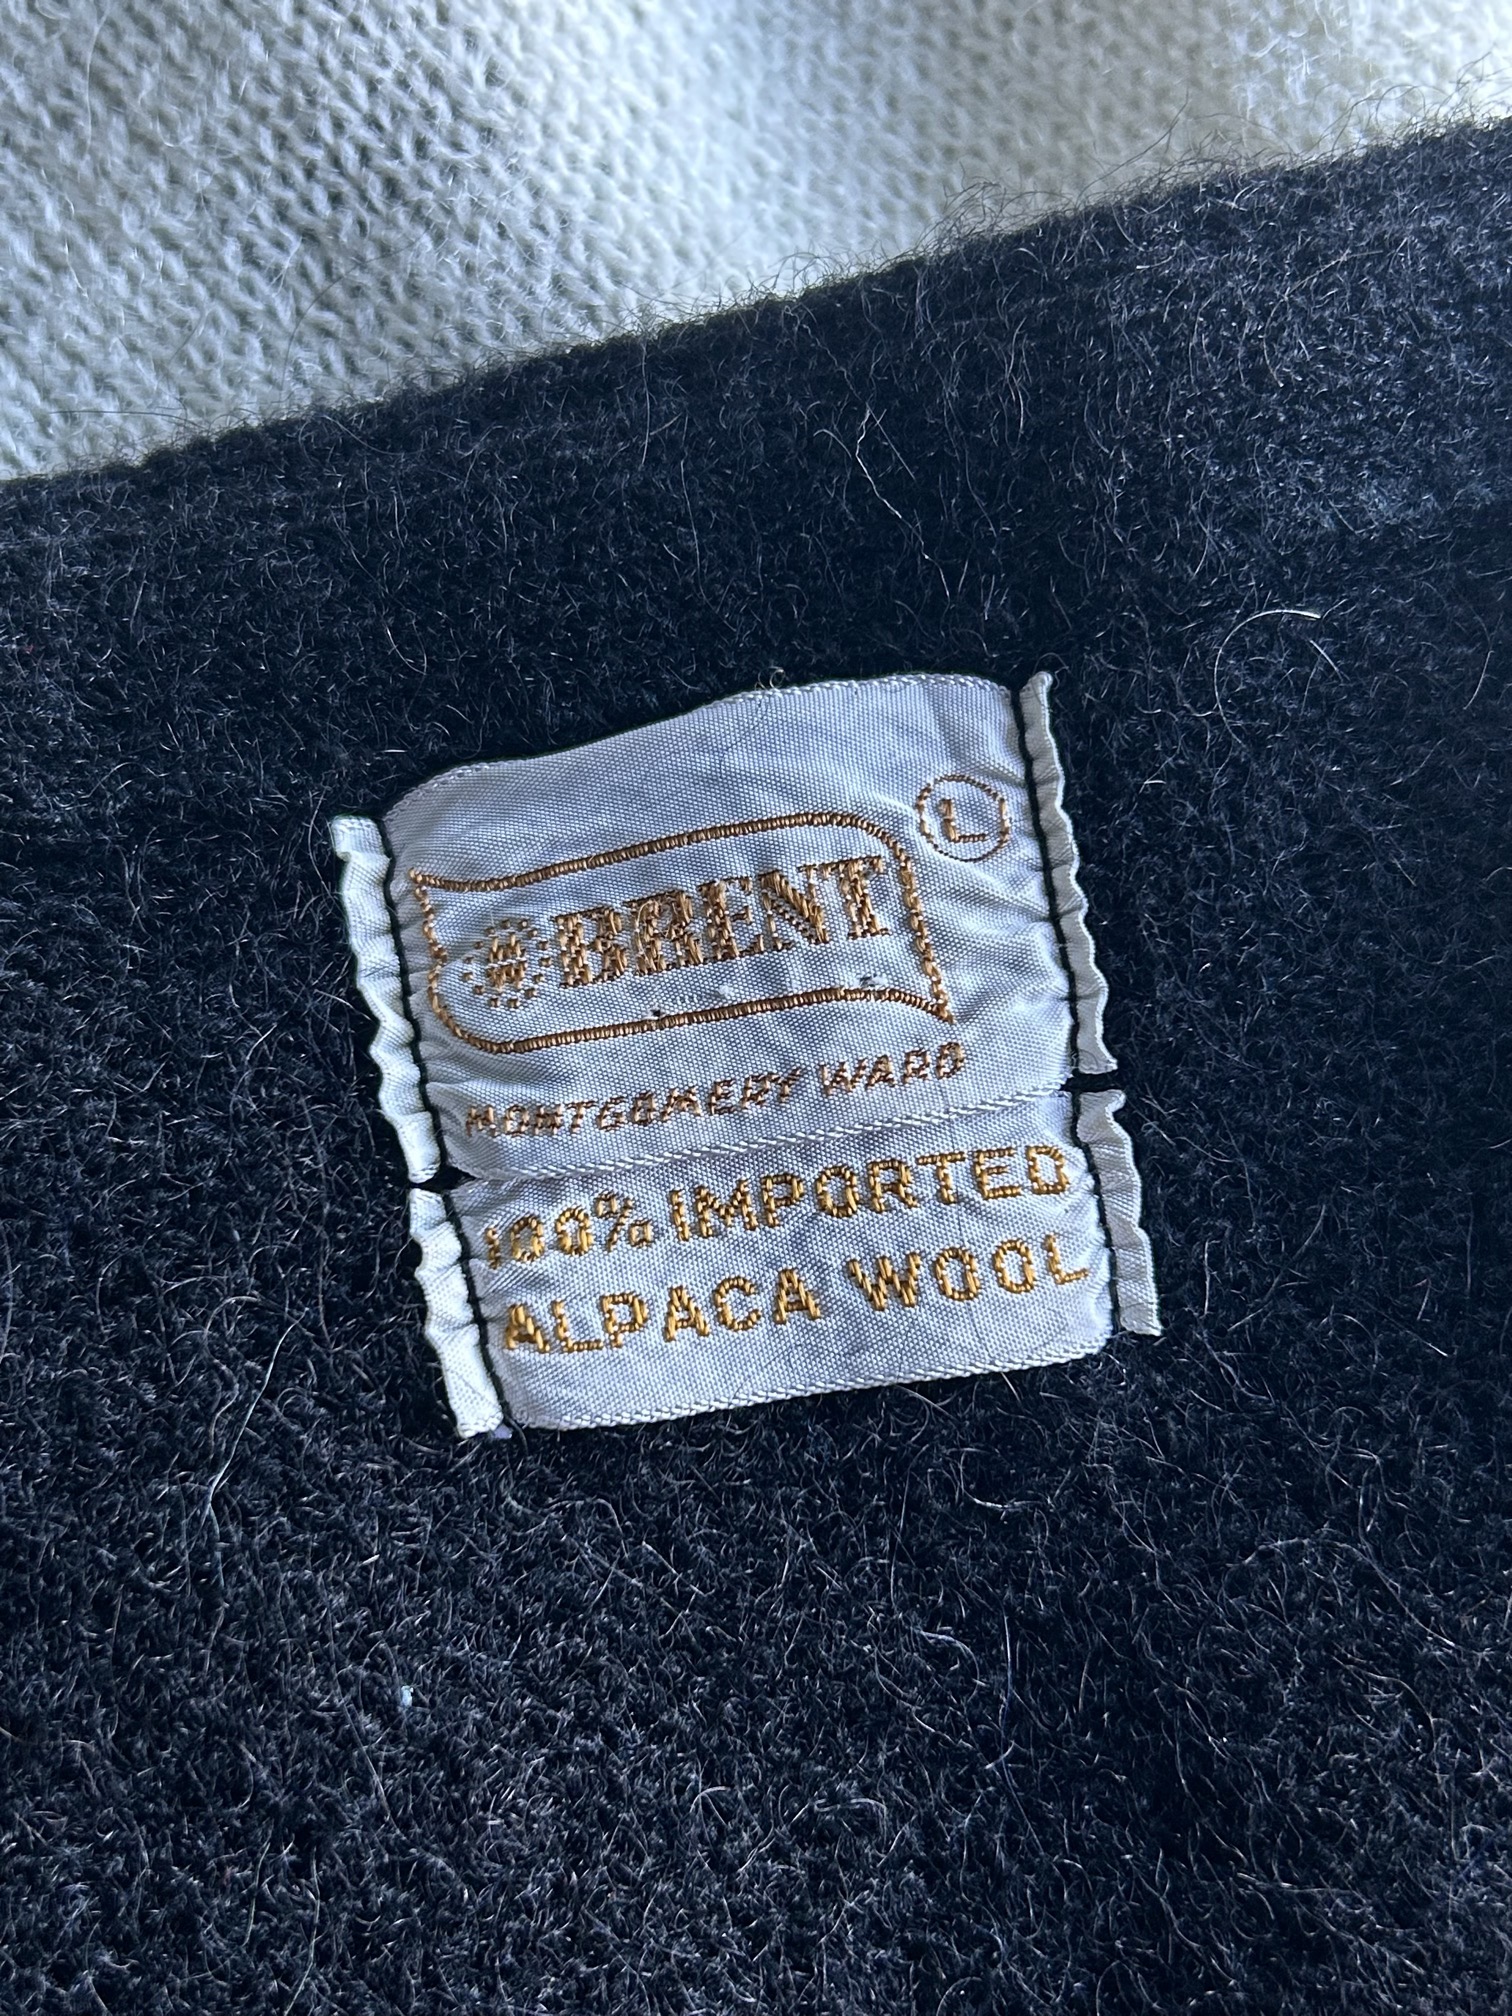 L
W BRENT
MONTGOMERY WARD
100% IMPORTED
ALPACA WOOL